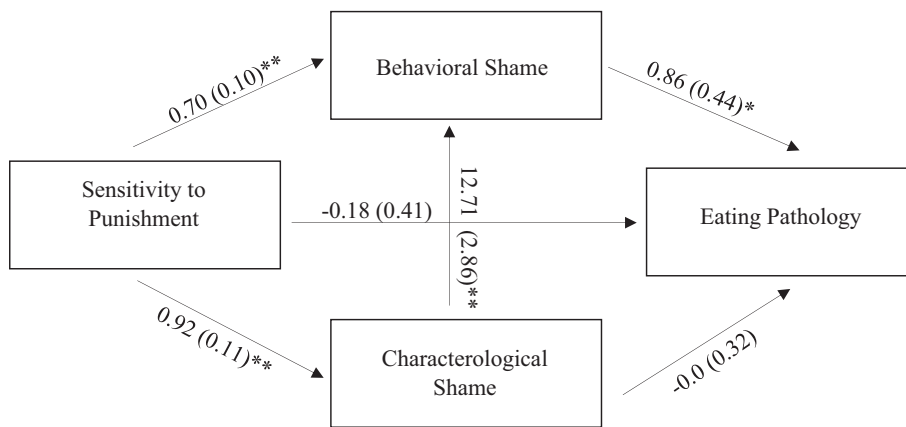 Behavioral Shame
0.70 (0.10)**
0.86 (0.44)*
Sensitivity to
Punishment
-0.18 (0.41)
12.71 (2.86)**
Eating Pathology
0.92 (0.11)**
Characterological
Shame
-0.0 (0.32)